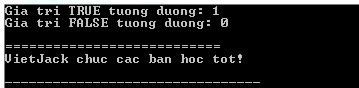 Gia tri TRUE tuong duong: 1
Gia tri FALSE tuong duong: 0
===========================
VietJack chuc cac ban hoc tot!
--------------------------------